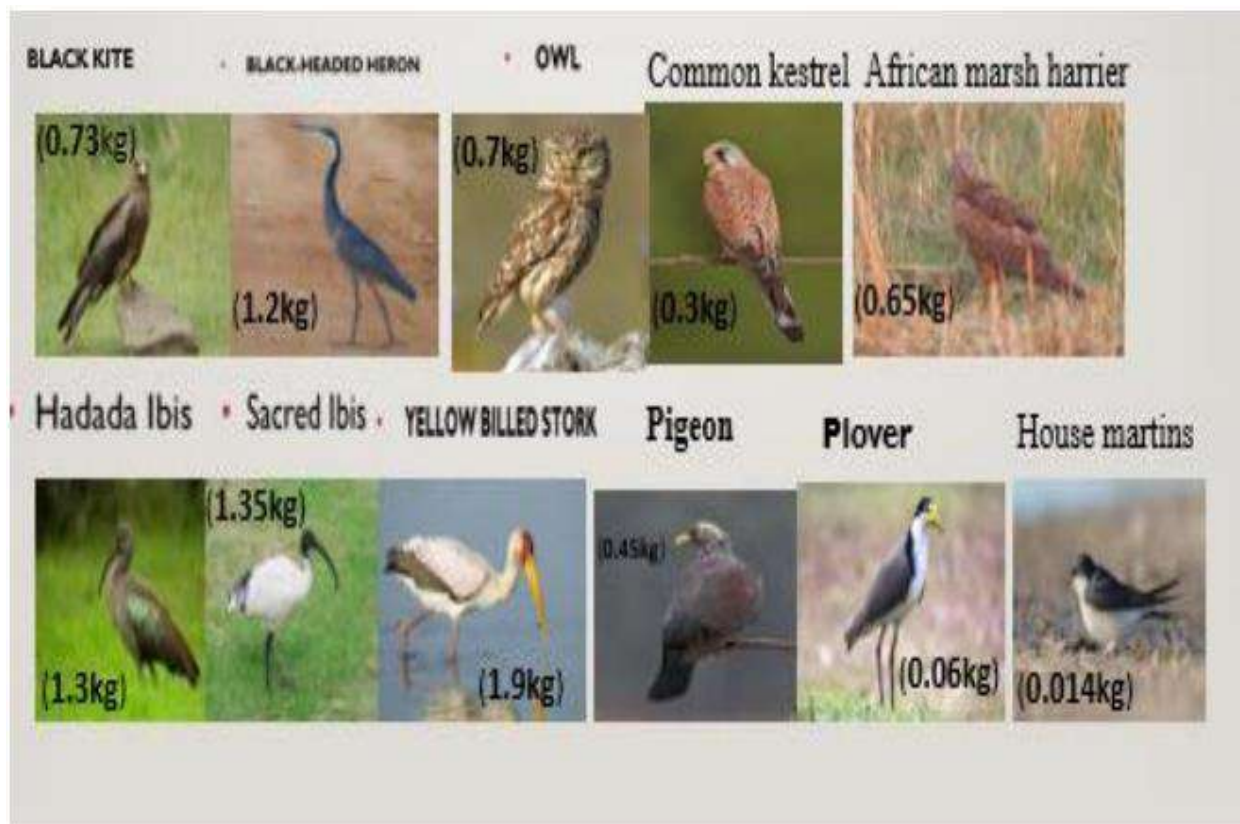 BLACK KITE
• BLACK-HEADED HERON
• OWL
Common kestrel
African marsh harrier
(0.73kg)
(1.2kg)
(0.7kg)
(0.3kg)
(0.65kg)
• Hadada Ibis
• Sacred Ibis
• YELLOW BILLED STORK
Pigeon
Plover
House martins
(1.3kg)
(1.35kg)
(1.9kg)
(0.45kg)
(0.06kg)
(0.014kg)